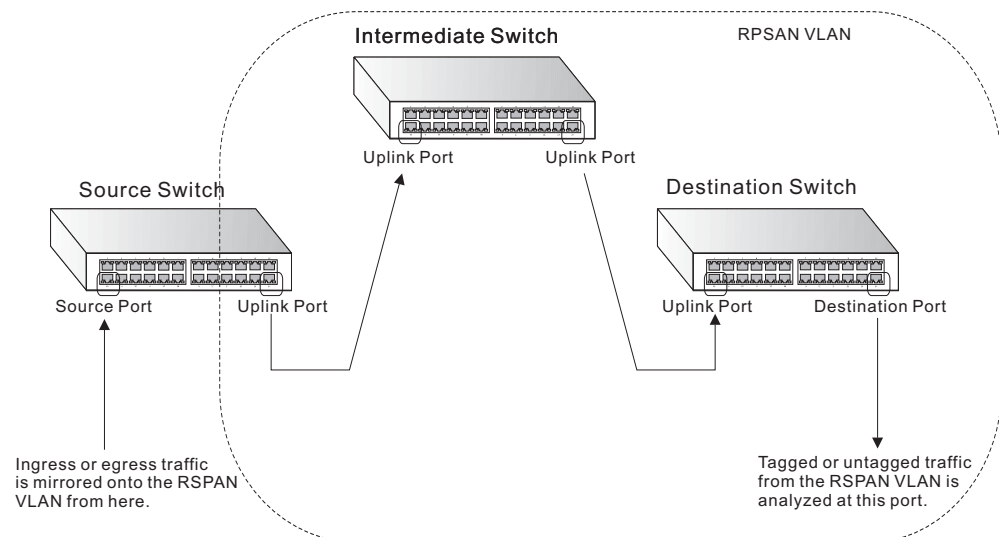 RPSAN VLAN
Intermediate Switch
Uplink Port
Uplink Port
Source Switch
Destination Switch
Source Port
Uplink Port
Uplink Port
Destination Port
Ingress or egress traffic
is mirrored onto the RSPAN
VLAN from here.
Tagged or untagged traffic
from the RSPAN VLAN is
analyzed at this port.